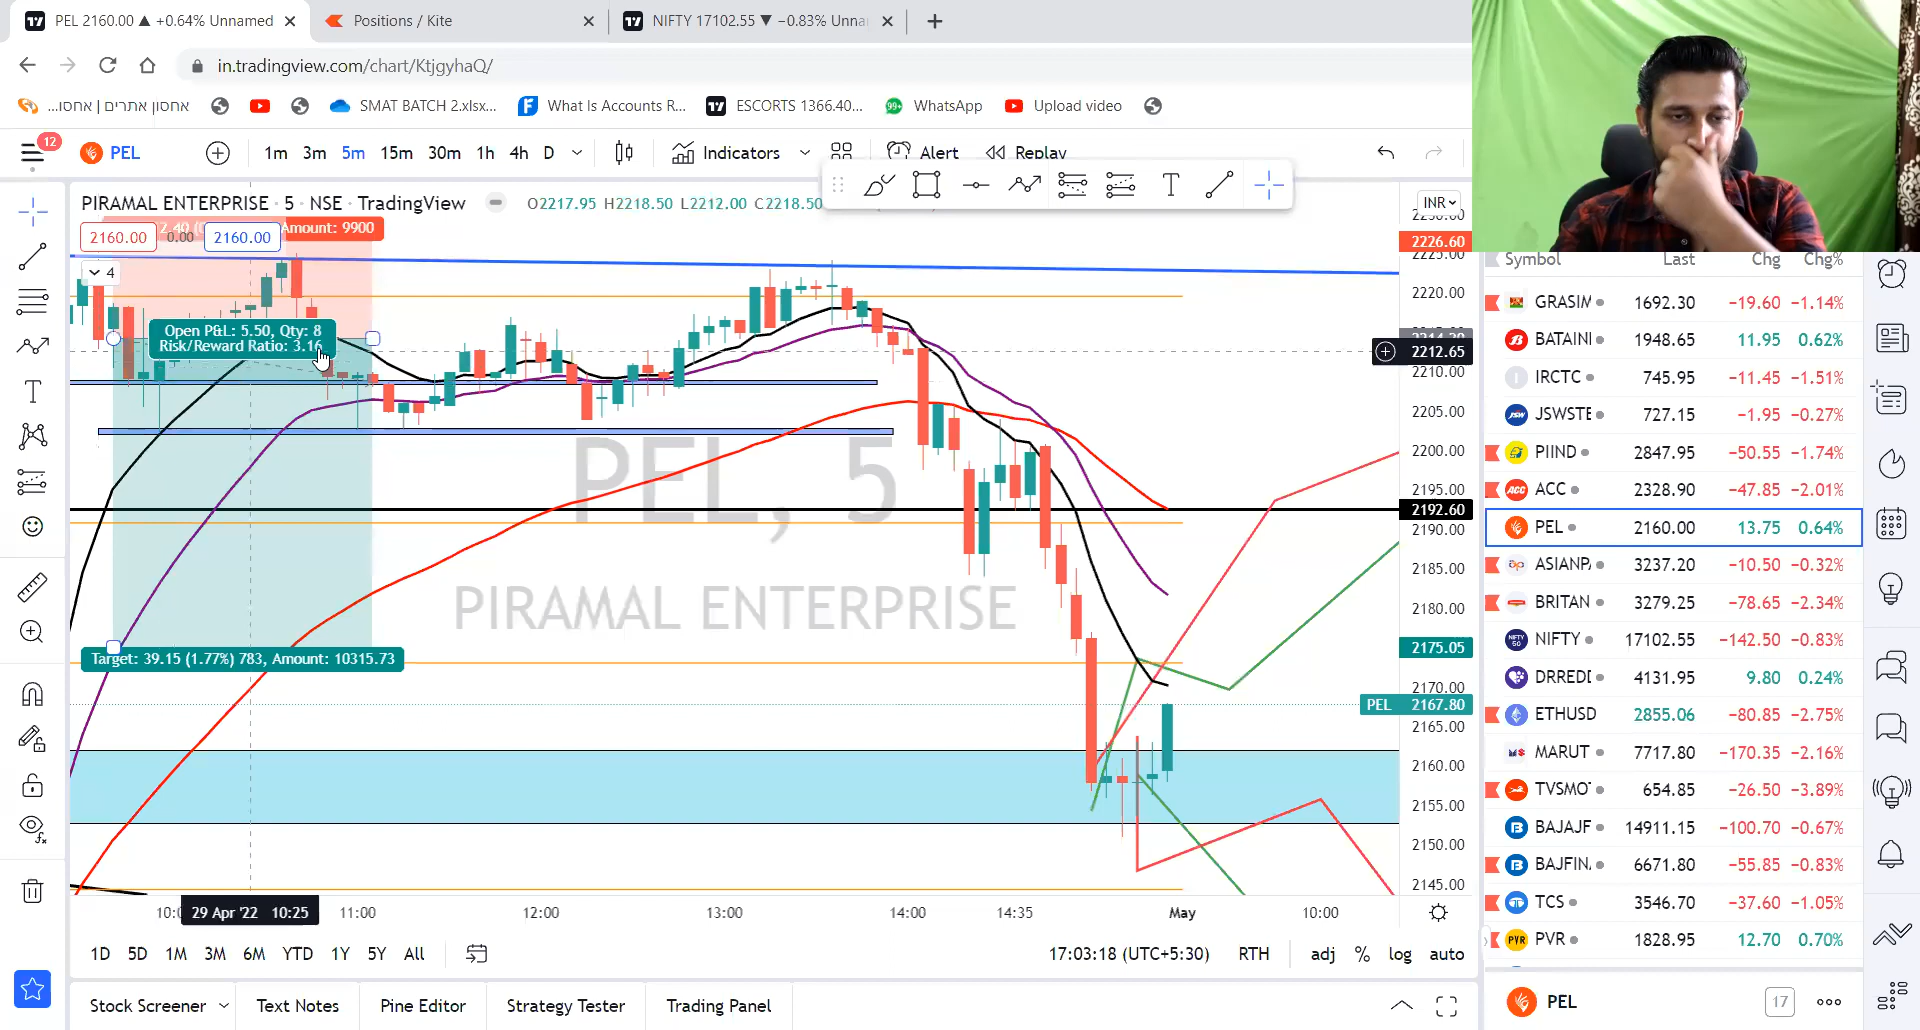 PEL 2160.00 ▲ +0.64% Unnamed
Positions / Kite
NIFTY 17102.55 ▼ −0.83% Unna
in.tradingview.com/chart/KtjgyhaQ/
...אחסון אתרים | אחסו
SMAT BATCH 2.xlsx...
What Is Accounts R...
ESCORTS 1366.40...
99+
WhatsApp
Upload video
12
PEL
1m 3m 5m 15m 30m 1h 4h D
Indicators
Alert
Replay
PIRAMAL ENTERPRISE · 5 · NSE · TradingView
O2217.95 H2218.50 L2212.00 C2218.50
INR
2160.00
0.00
2160.00
Amount: 9900
4
Open P&L: 5.50, Qty: 8
Risk/Reward Ratio: 3.16
Target: 39.15 (1.77%) 783, Amount: 10315.73
PEL, 5
PIRAMAL ENTERPRISE
2226.60
2225.00
2220.00
2212.65
2210.00
2205.00
2200.00
2195.00
2192.60
2190.00
2185.00
2180.00
2175.05
2170.00
PEL 2167.80
2165.00
2160.00
2155.00
2150.00
2145.00
29 Apr '22 10:25
11:00
12:00
13:00
14:00
14:35
May
10:00
1D 5D 1M 3M 6M YTD 1Y 5Y All
17:03:18 (UTC+5:30) RTH adj % log auto
Stock Screener
Text Notes
Pine Editor
Strategy Tester
Trading Panel
Symbol Last Chg Chg%
GRASIM 1692.30 −19.60 −1.14%
BATAINI 1948.65 11.95 0.62%
IRCTC 745.95 −11.45 −1.51%
JSWSTE 727.15 −1.95 −0.27%
PIIND 2847.95 −50.55 −1.74%
ACC 2328.90 −47.85 −2.01%
PEL 2160.00 13.75 0.64%
ASIANPA 3237.20 −10.50 −0.32%
BRITAN 3279.25 −78.65 −2.34%
NIFTY 17102.55 −142.50 −0.83%
DRREDD 4131.95 9.80 0.24%
ETHUSD 2855.06 −80.85 −2.75%
MARUT 7717.80 −170.35 −2.16%
TVSMO 654.85 −26.50 −3.89%
BAJAJF 14911.15 −100.70 −0.67%
BAJFIN 6671.80 −55.85 −0.83%
TCS 3546.70 −37.60 −1.05%
PVR 1828.95 12.70 0.70%
PEL
17